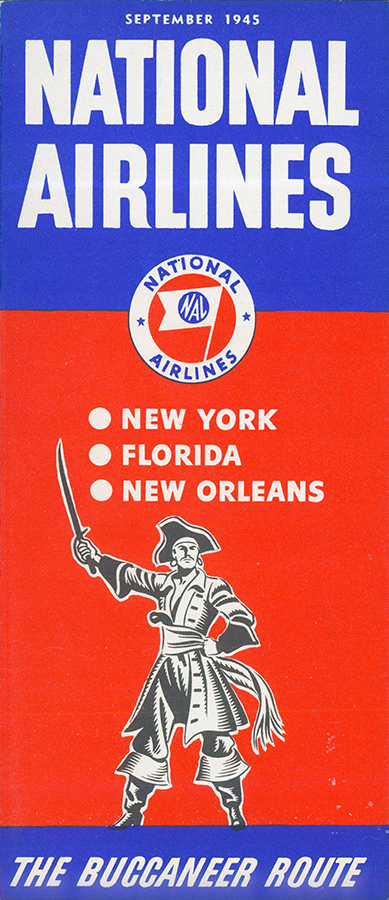 SEPTEMBER 1945
NATIONAL
AIRLINES
NATIONAL
NAL
AIRLINES
NEW YORK
FLORIDA
NEW ORLEANS
THE BUCCANEER ROUTE